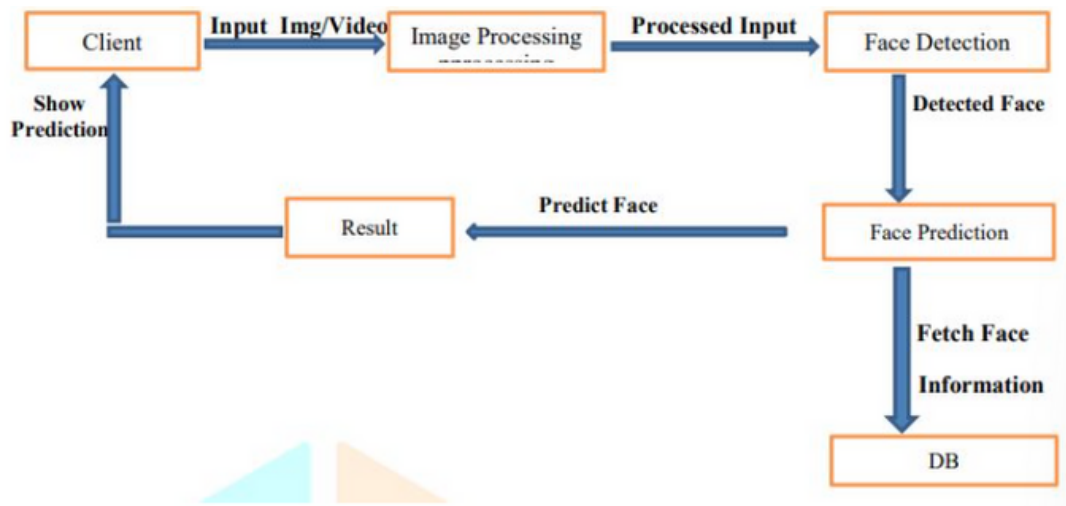 Client
Input Img/Video
Image Processing
Processed Input
Face Detection
Show
Prediction
Detected Face
Result
Predict Face
Face Prediction
Fetch Face
Information
DB